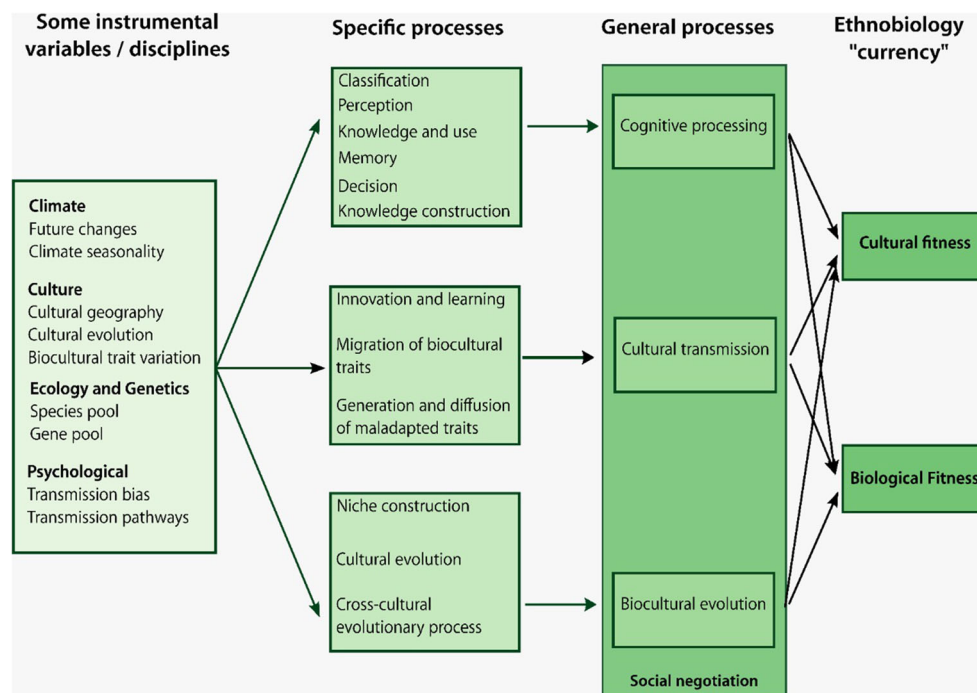 Some instrumental
variables / disciplines
Specific processes
General processes
Ethnobiology
"currency"
Climate
Future changes
Climate seasonality
Culture
Cultural geography
Cultural evolution
Biocultural trait variation
Ecology and Genetics
Species pool
Gene pool
Psychological
Transmission bias
Transmission pathways
Classification
Perception
Knowledge and use
Memory
Decision
Knowledge construction
Innovation and learning
Migration of biocultural
traits
Generation and diffusion
of maladapted traits
Niche construction
Cultural evolution
Cross-cultural
evolutionary process
Cognitive processing
Cultural transmission
Biocultural evolution
Social negotiation
Cultural fitness
Biological Fitness